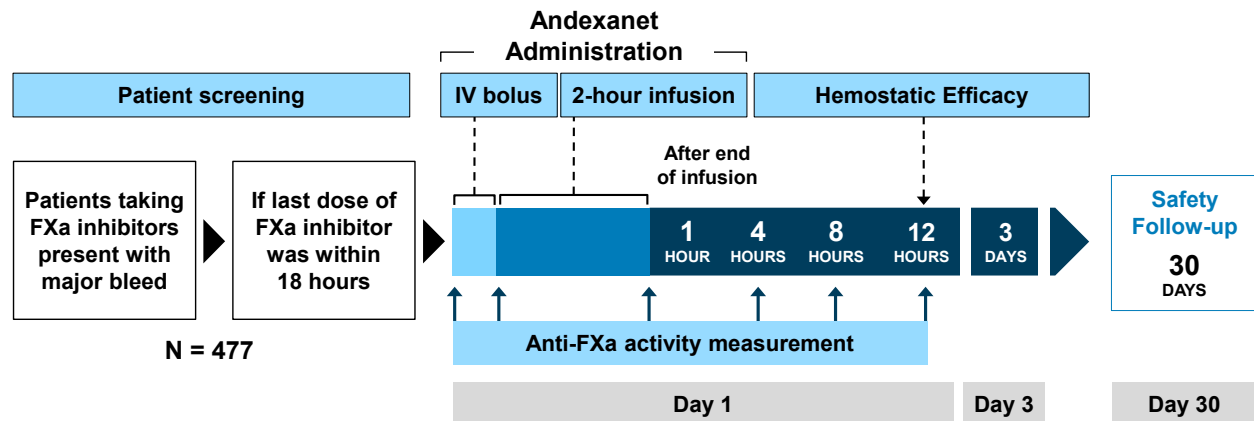 Andexanet
Administration
Patient screening
IV bolus
2-hour infusion
Hemostatic Efficacy
Patients taking
FXa inhibitors
present with
major bleed
If last dose of
FXa inhibitor
was within
18 hours
N = 477
After end
of infusion
1
HOUR
4
HOURS
8
HOURS
12
HOURS
3
DAYS
Safety
Follow-up
30
DAYS
Anti-FXa activity measurement
Day 1
Day 3
Day 30